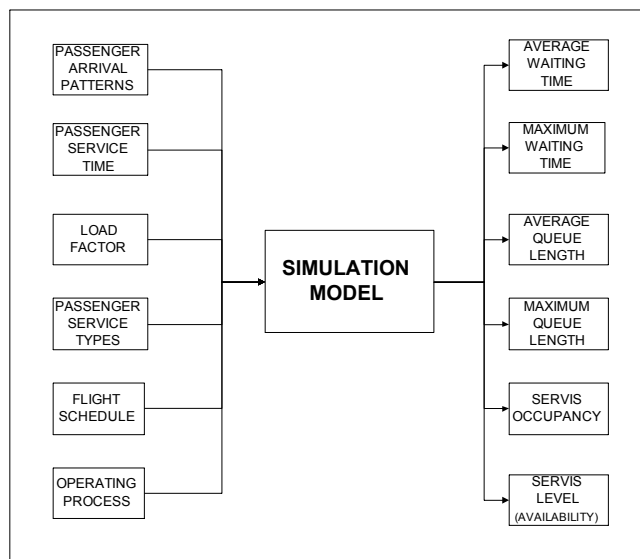 PASSENGER
ARRIVAL
PATTERNS
PASSENGER
SERVICE
TIME
LOAD
FACTOR
PASSENGER
SERVICE
TYPES
FLIGHT
SCHEDULE
OPERATING
PROCESS
SIMULATION
MODEL
AVERAGE
WAITING
TIME
MAXIMUM
WAITING
TIME
AVERAGE
QUEUE
LENGTH
MAXIMUM
QUEUE
LENGTH
SERVIS
OCCUPANCY
SERVIS
LEVEL
(AVAILABILITY)